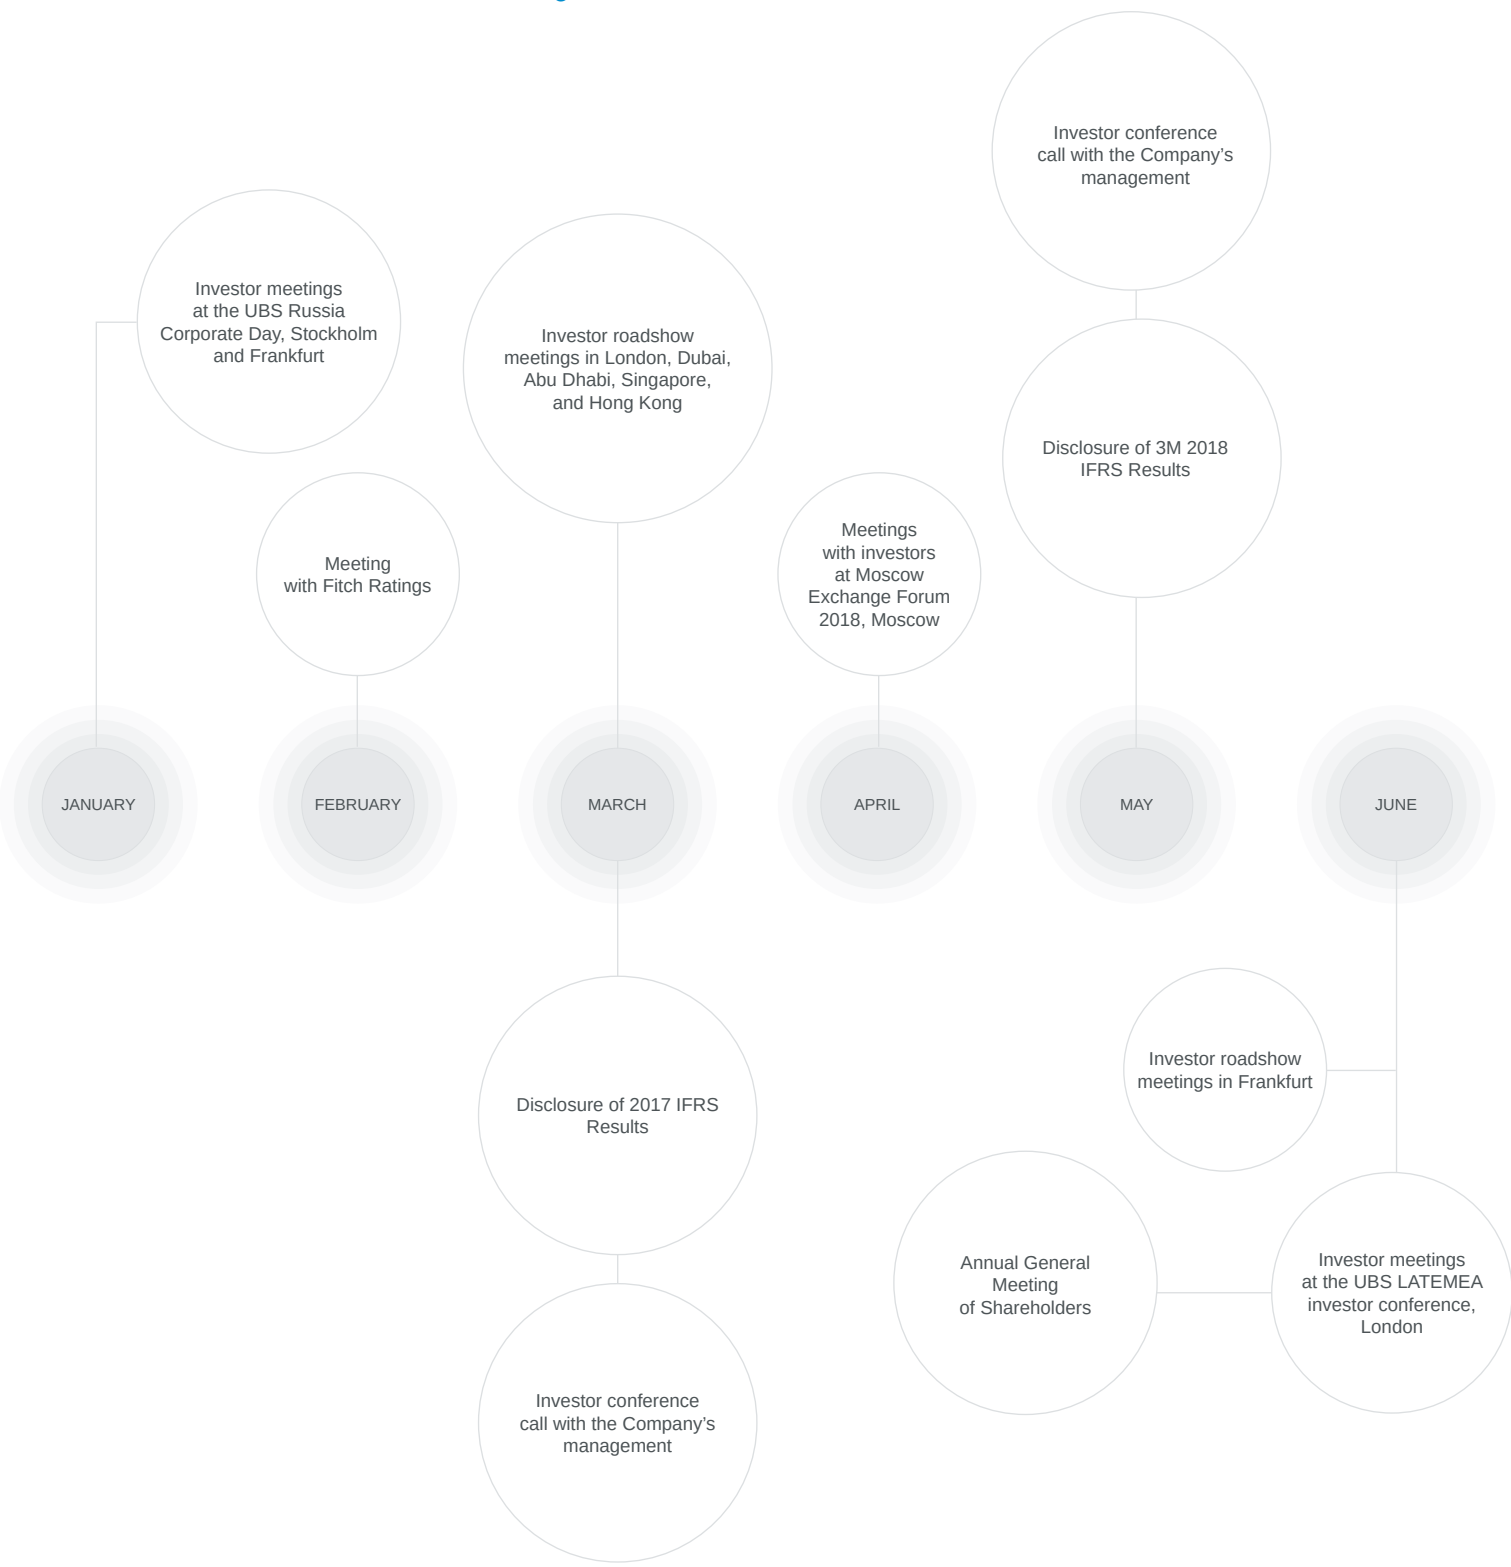 Investor conference
call with the Company's
management
Investor meetings
at the UBS Russia
Corporate Day, Stockholm
and Frankfurt
Investor roadshow
meetings in London, Dubai,
Abu Dhabi, Singapore,
and Hong Kong
Disclosure of 3M 2018
IFRS Results
Meeting
with Fitch Ratings
Meetings
with investors
at Moscow
Exchange Forum
2018, Moscow
JANUARY
FEBRUARY
MARCH
APRIL
MAY
JUNE
Disclosure of 2017 IFRS
Results
Investor roadshow
meetings in Frankfurt
Annual General
Meeting
of Shareholders
Investor meetings
at the UBS LATEMEA
investor conference,
London
Investor conference
call with the Company's
management